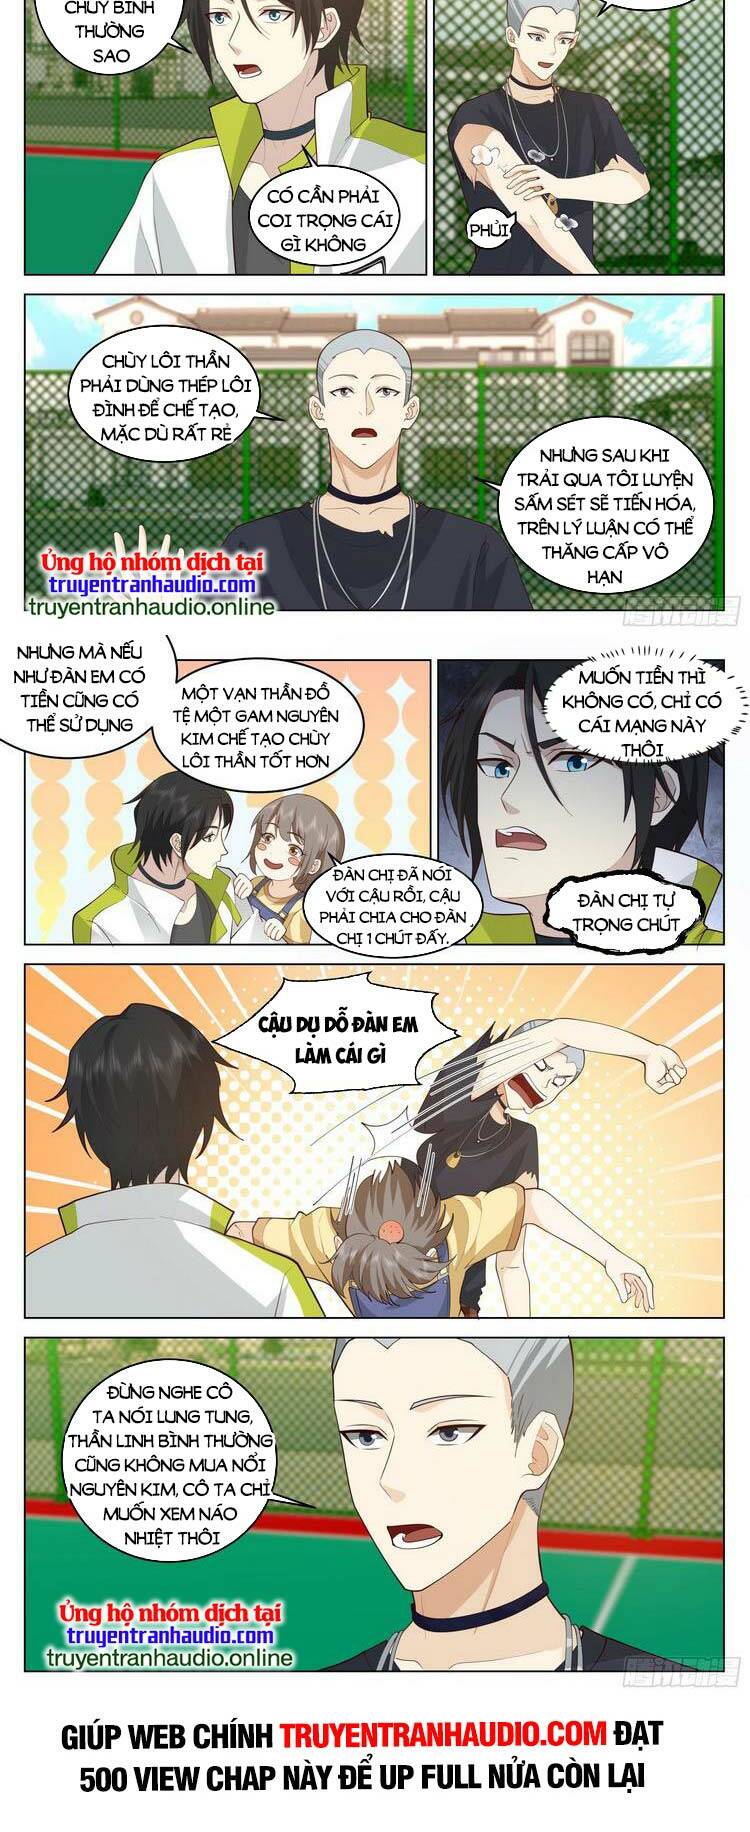 CHÙY BÌNH
THƯỜNG
SAO
CÓ CẦN PHẢI
COI TRỌNG CÁI
GÌ KHÔNG
PHỦI
CHÙY LÔI THẦN
PHẢI DÙNG THÉP LÔI
ĐÌNH ĐỂ CHẾ TẠO,
MẶC DÙ RẤT RẺ
NHƯNG SAU KHI
TRẢI QUA TÔI LUYỆN
SẤM SÉT SẼ TIẾN HÓA,
TRÊN LÝ LUẬN CÓ THỂ
THĂNG CẤP VÔ
HẠN
Ủng hộ nhóm dịch tại
truyentranhaudio.com
truyentranhaudio.online
NHƯNG MÀ NẾU
NHƯ ĐÀN EM CÓ
TIỀN CŨNG CÓ
THỂ SỬ DỤNG
MỘT VẠN THẦN ĐỒ
TỆ MỘT GAM NGUYÊN
KIM CHẾ TẠO CHÙY
LÔI THẦN TỐT HƠN
MUỐN TIỀN THÌ
KHÔNG CÓ, CHỈ CÓ
CÁI MẠNG NÀY
THÔI
ĐÀN CHỊ ĐÃ NÓI
VỚI CẬU RỒI, CẬU
PHẢI CHIA CHO ĐÀN
CHỊ 1 CHÚT ĐẤY.
ĐÀN CHỊ TỰ
TRỌNG CHÚT
CẬU DỤ DỖ ĐÀN EM
LÀM CÁI GÌ
ĐỪNG NGHE CÔ
TA NÓI LUNG TUNG,
THẦN LINH BÌNH THƯỜNG
CŨNG KHÔNG MUA NỔI
NGUYÊN KIM, CÔ TA CHỈ
MUỐN XEM NÁO
NHIỆT THÔI
Ủng hộ nhóm dịch tại
truyentranhaudio.com
truyentranhaudio.online
GIÚP WEB CHÍNH TRUYENTRANHAUDIO.COM ĐẠT
500 VIEW CHAP NÀY ĐỂ UP FULL NỬA CÒN LẠI